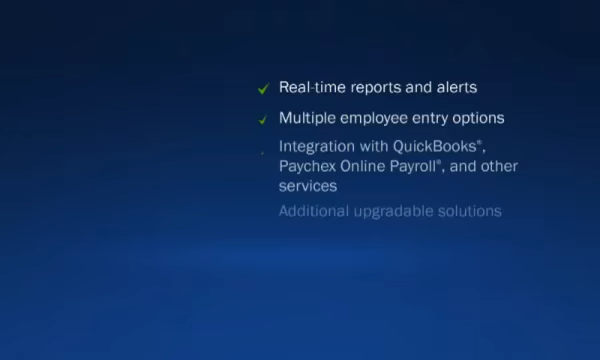 Real-time reports and alerts
Multiple employee entry options
Integration with QuickBooks®,
Paychex Online Payroll®, and other
services
Additional upgradable solutions